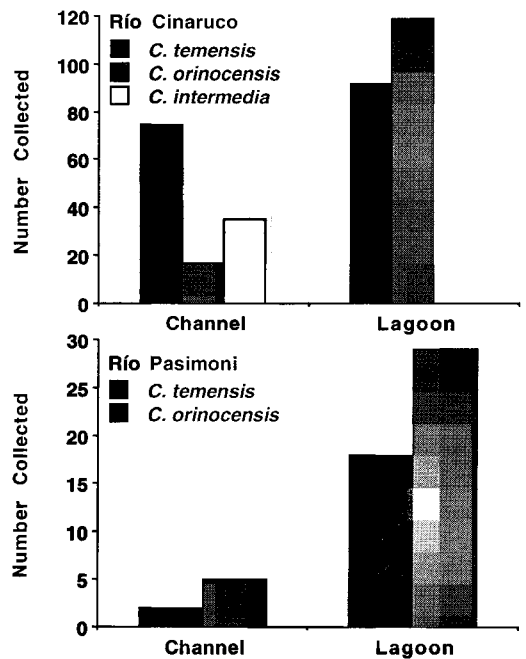 120
100
80
60
40
20
0
Number Collected
Río Cinaruco
C. temensis
C. orinocensis
C. intermedia
Channel Lagoon
30
25
20
15
10
5
0
Number Collected
Río Pasimoni
C. temensis
C. orinocensis
Channel Lagoon